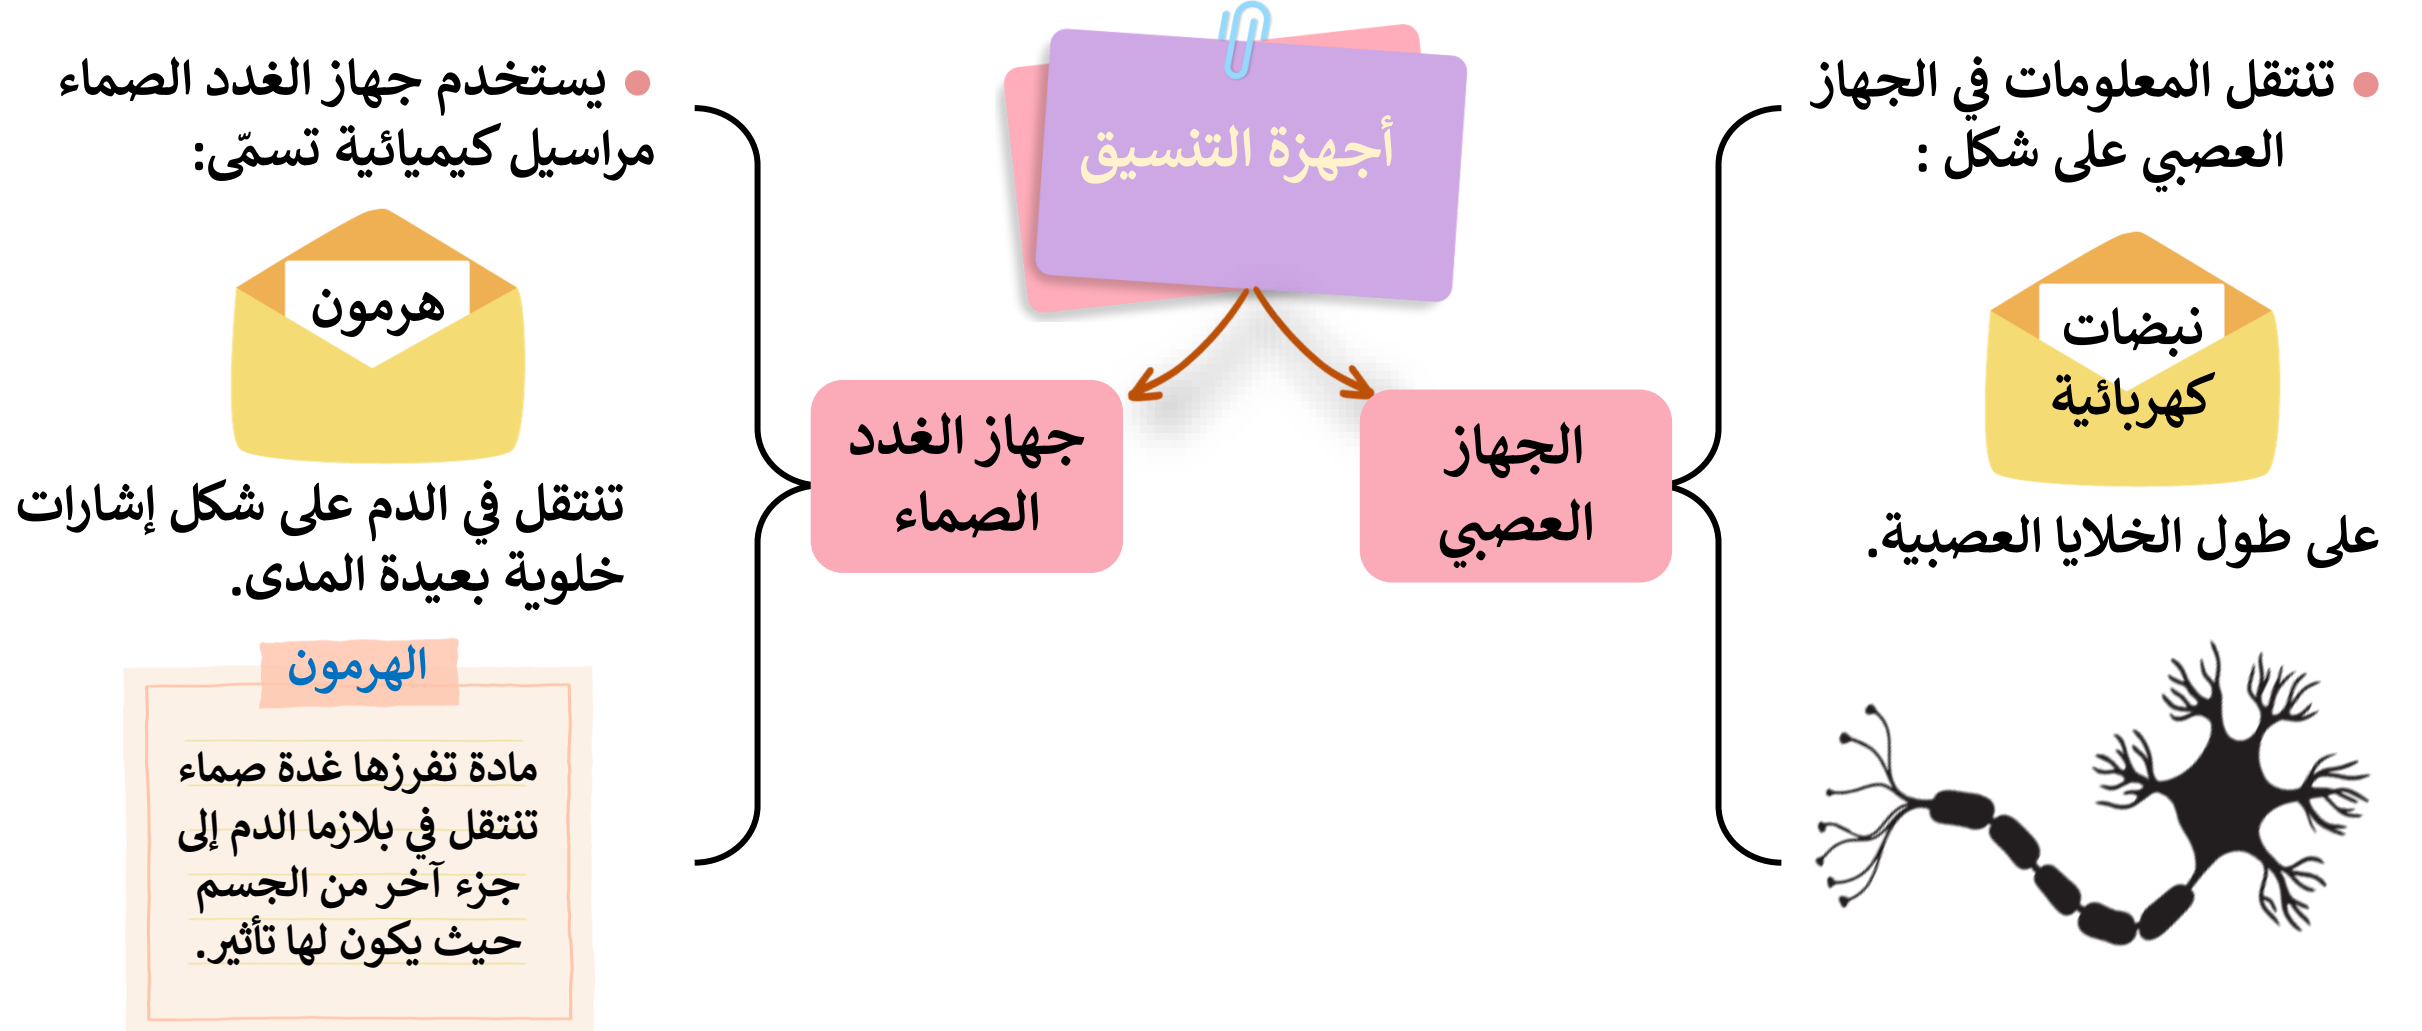 أجهزة التنسيق
الجهاز
العصبي
• تنتقل المعلومات في الجهاز
العصبي على شكل :
نبضات
كهربائية
على طول الخلايا العصبية.
جهاز الغدد
الصماء
• يستخدم جهاز الغدد الصماء
مراسيل كيميائية تسمّى:
هرمون
تنتقل في الدم على شكل إشارات
خلوية بعيدة المدى.
الهرمون
مادة تفرزها غدة صماء
تنتقل في بلازما الدم إلى
جزء آخر من الجسم
حيث يكون لها تأثير.